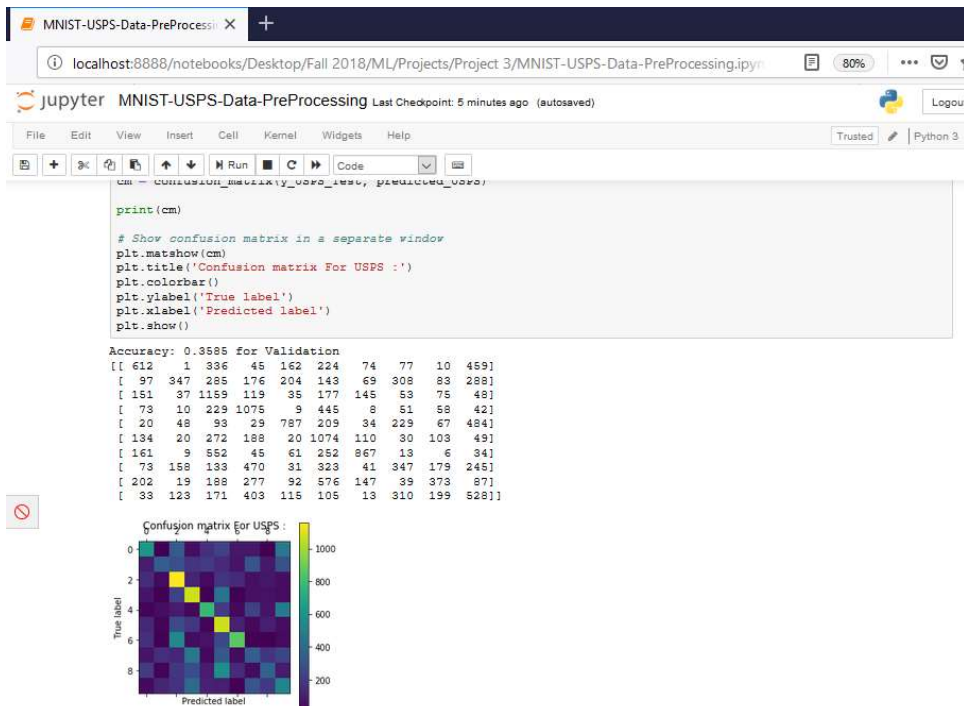 MNIST-USPS-Data-PreProcessi
localhost:8888/notebooks/Desktop/Fall 2018/ML/Projects/Project 3/MNIST-USPS-Data-PreProcessing.ipyn 80%
jupyter MNIST-USPS-Data-PreProcessing Last Checkpoint: 5 minutes ago (autosaved) Logou
File Edit View Insert Cell Kernel Widgets Help Trusted Python 3
Run Code
cm = confusion_matrix(y_USPS_Test, predicted_USPS)
print(cm)
# Show confusion matrix in a separate window
plt.matshow(cm)
plt.title('Confusion matrix For USPS :')
plt.colorbar()
plt.ylabel('True label')
plt.xlabel('Predicted label')
plt.show()
Accuracy: 0.3585 for Validation
[[ 612 1 336 45 162 224 74 77 10 459]
[ 97 347 285 176 204 143 69 308 83 288]
[ 151 37 1159 119 35 177 145 53 75 48]
[ 73 10 229 1075 9 445 8 51 58 42]
[ 20 48 93 29 787 209 34 229 67 484]
[ 134 20 272 188 20 1074 110 30 103 49]
[ 161 9 552 45 61 252 867 13 6 34]
[ 73 158 133 470 31 323 41 347 179 245]
[ 202 19 188 277 92 576 147 39 373 87]
[ 33 123 171 403 115 105 13 310 199 528]]
Confusion matrix For USPS :
0 2 4 6 8
0
2
4
6
8
True label
Predicted label
1000
800
600
400
200